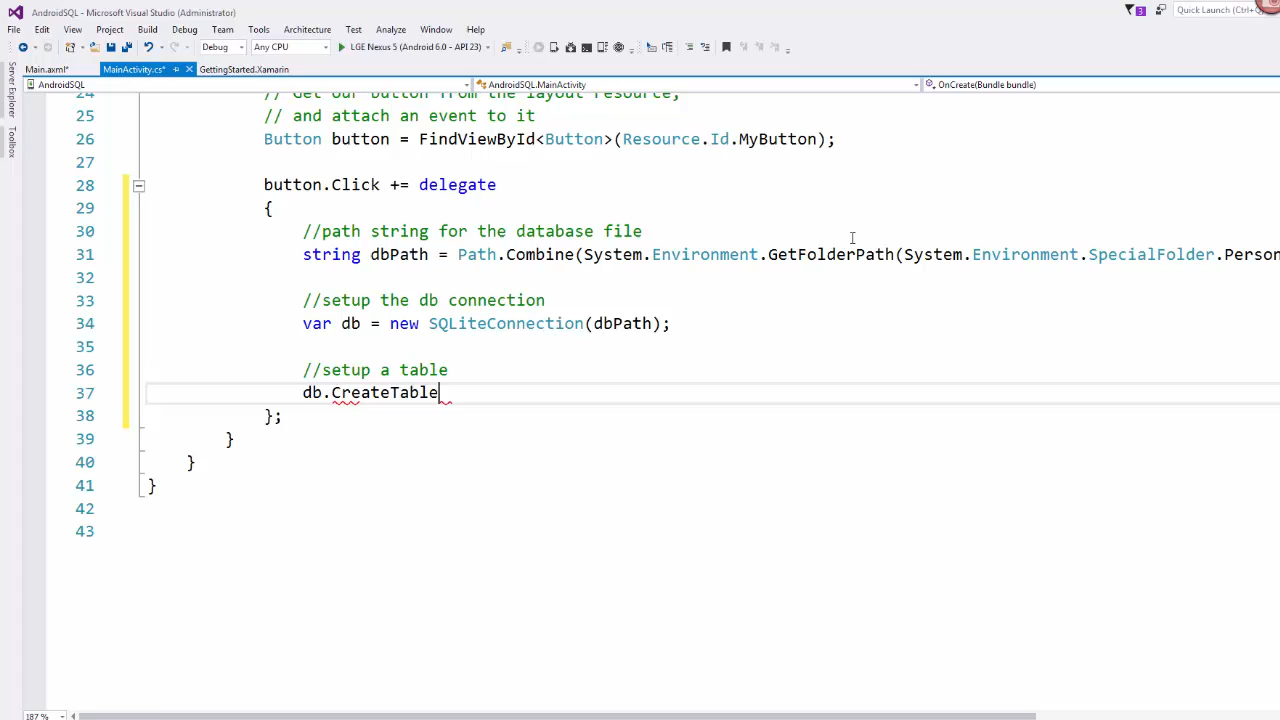 AndroidSQL - Microsoft Visual Studio (Administrator)
3
Quick Launch (Ctrl+Q
File Edit View Project Build Debug Team Tools Architecture Test Analyze Window Help
Debug Any CPU LGE Nexus 5 (Android 6.0 - API 23)
Main.axml* MainActivity.cs* GettingStarted.Xamarin
Server Explorer
Toolbox
AndroidSQL AndroidSQL.MainActivity OnCreate(Bundle bundle)
24 // Get our button from the layout resource,
25 // and attach an event to it
26 Button button = FindViewById<Button>(Resource.Id.MyButton);
27
28 button.Click += delegate
29 {
30 //path string for the database file
31 string dbPath = Path.Combine(System.Environment.GetFolderPath(System.Environment.SpecialFolder.Person
32
33 //setup the db connection
34 var db = new SQLiteConnection(dbPath);
35
36 //setup a table
37 db.CreateTable
38 };
39 }
40 }
41 }
42
43
187 %